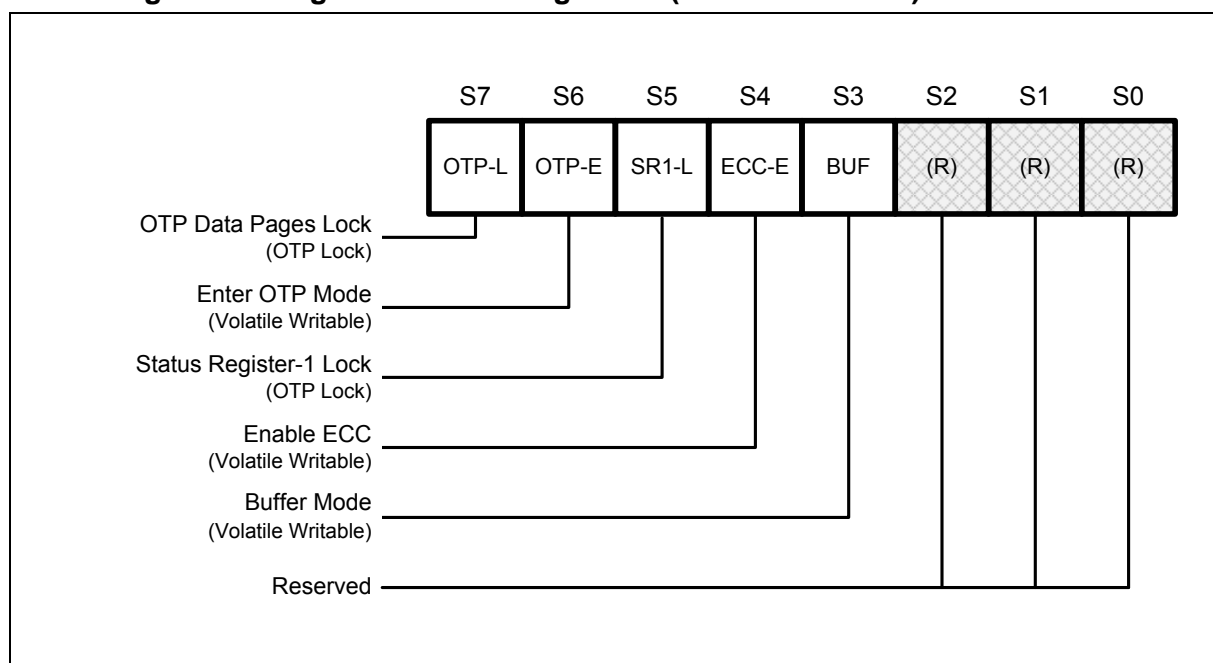 S7 S6 S5 S4 S3 S2 S1 S0
OTP-L OTP-E SR1-L ECC-E BUF (R) (R) (R)
OTP Data Pages Lock
(OTP Lock)
Enter OTP Mode
(Volatile Writable)
Status Register-1 Lock
(OTP Lock)
Enable ECC
(Volatile Writable)
Buffer Mode
(Volatile Writable)
Reserved